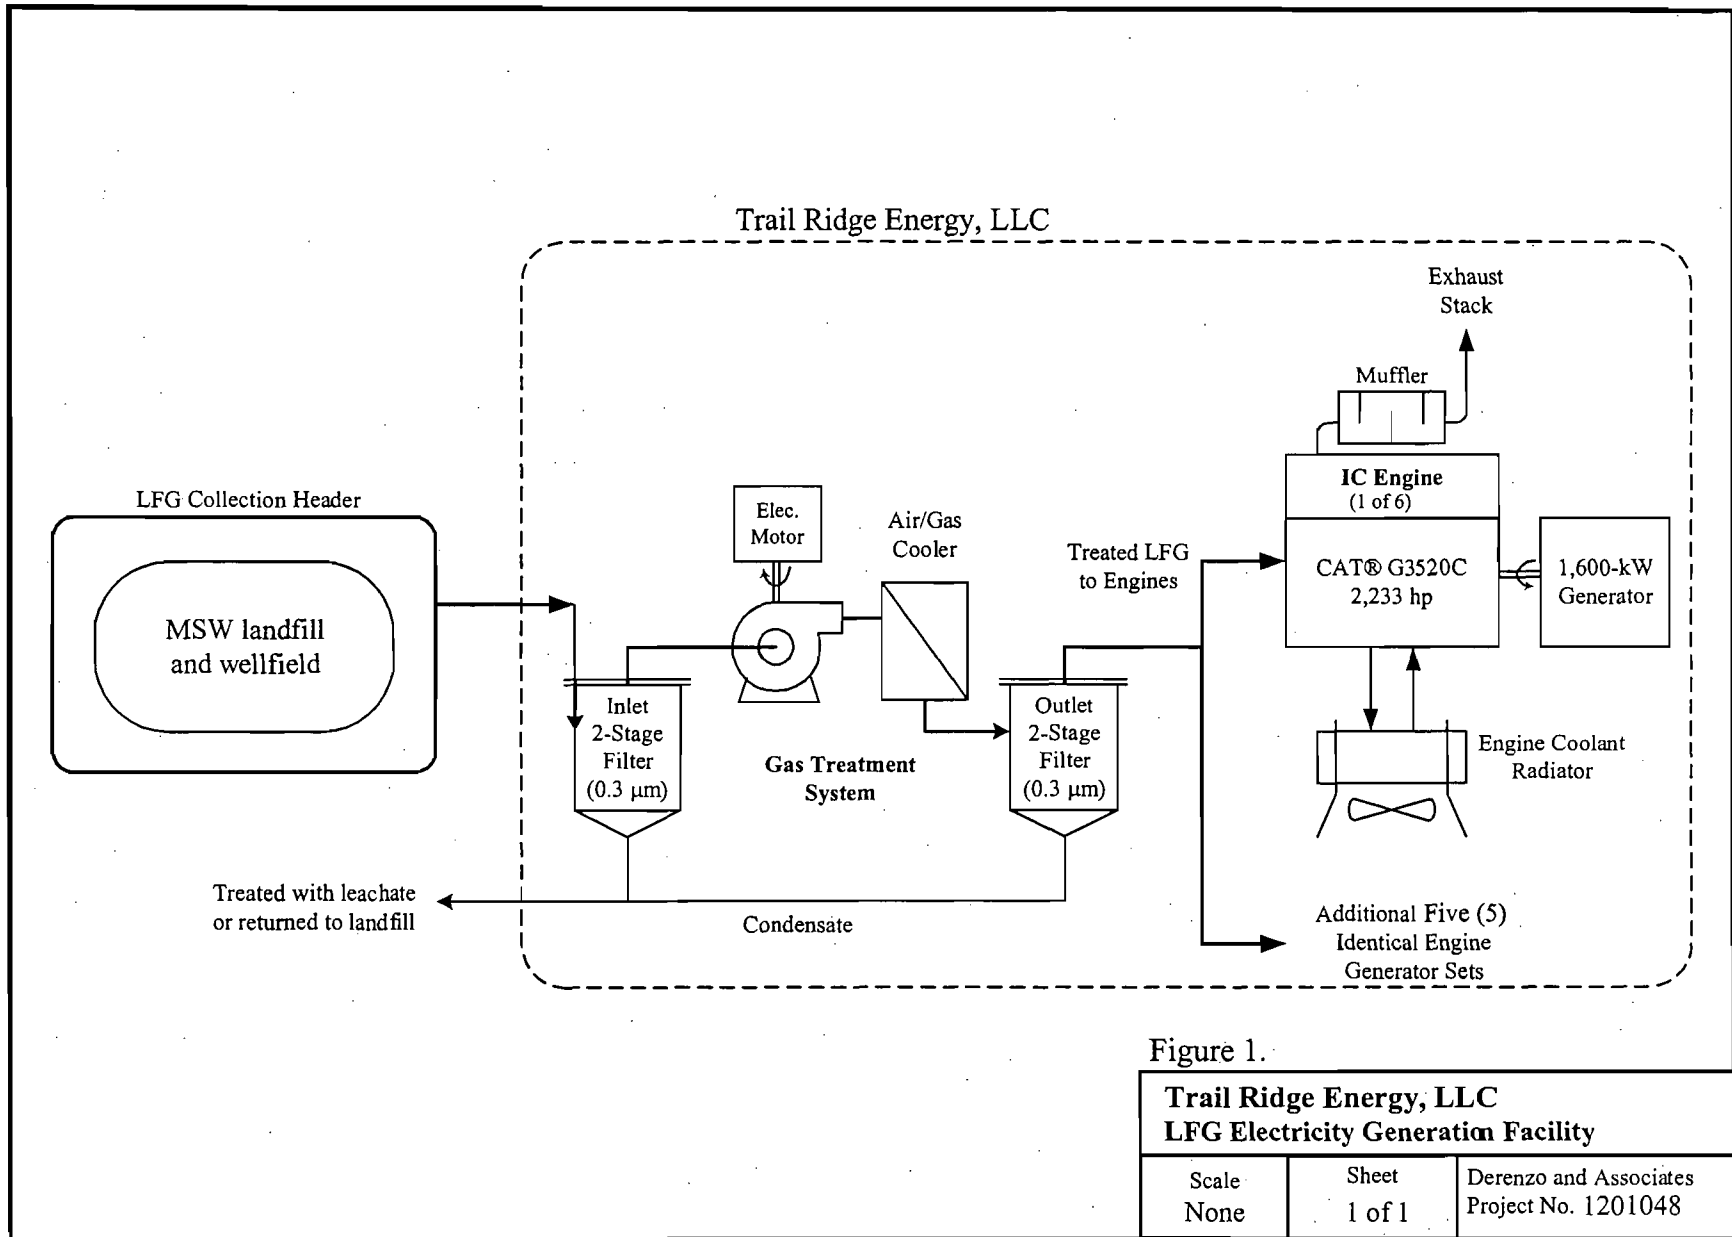 Trail Ridge Energy, LLC
Exhaust
Stack
Muffler
IC Engine
(1 of 6)
CAT® G3520C
2,233 hp
1,600-kW
Generator
Engine Coolant
Radiator
LFG Collection Header
MSW landfill
and wellfield
Elec.
Motor
Air/Gas
Cooler
Treated LFG
to Engines
Inlet
2-Stage
Filter
(0.3 µm)
Gas Treatment
System
Outlet
2-Stage
Filter
(0.3 µm)
Treated with leachate
or returned to landfill
Condensate
Additional Five (5)
Identical Engine
Generator Sets
Figure 1.
Trail Ridge Energy, LLC
LFG Electricity Generation Facility
Scale
None
Sheet
1 of 1
Derenzo and Associates
Project No. 1201048